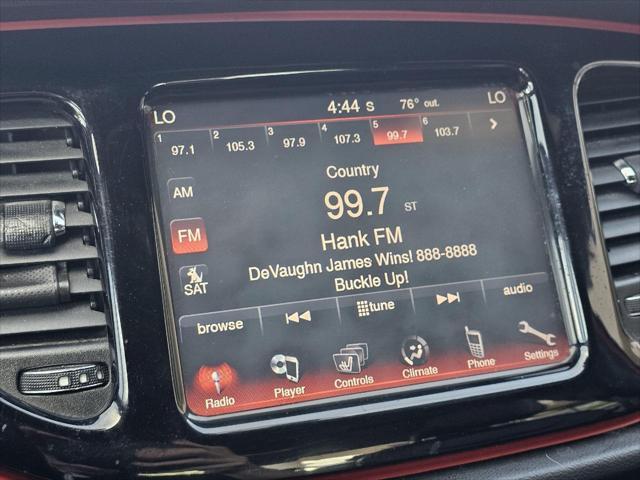 LO 4:44 S 76° out. LO
1 97.1 2 105.3 3 97.9 4 107.3 5 99.7 6 103.7
Country
AM
99.7 ST
FM
Hank FM
DeVaughn James Wins! 888-8888
SAT
Buckle Up!
browse tune audio
Radio Player Controls Climate Phone Settings